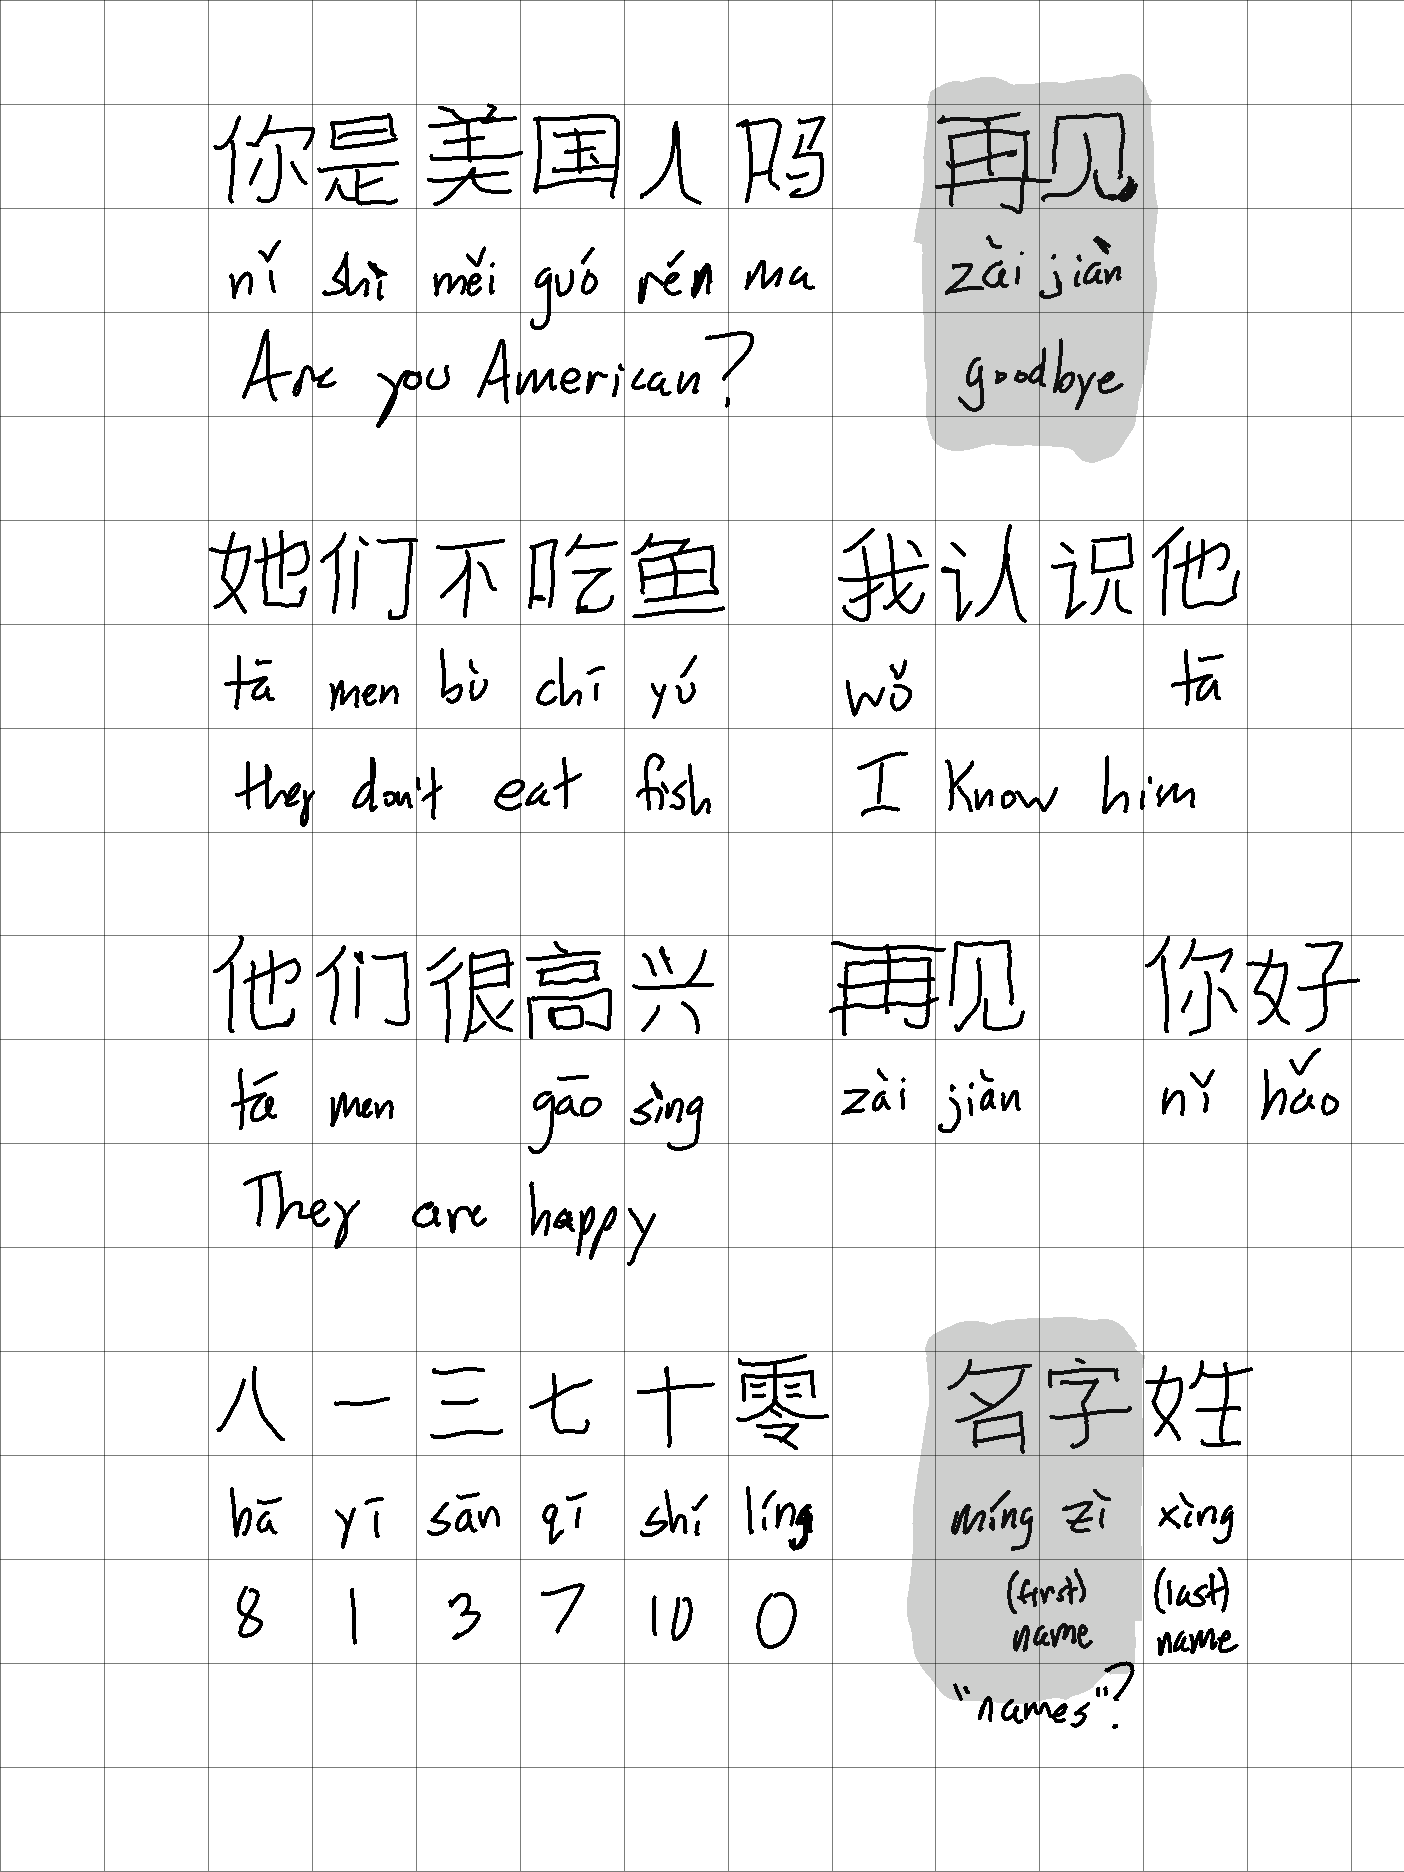 你是美国人吗 再见
nǐ shì měi guó rén ma zài jiàn
Are you American? goodbye
她们不吃鱼 我认识他
tā men bù chī yú wǒ tā
they don't eat fish I know him
他们很高兴 再见 你好
tā men gāo sìng zài jiàn nǐ hǎo
They are happy
八一三七十零 名字姓
bā yī sān qī shí líng míng zì xìng
8 1 3 7 10 0 (first) name (last) name
"names"?